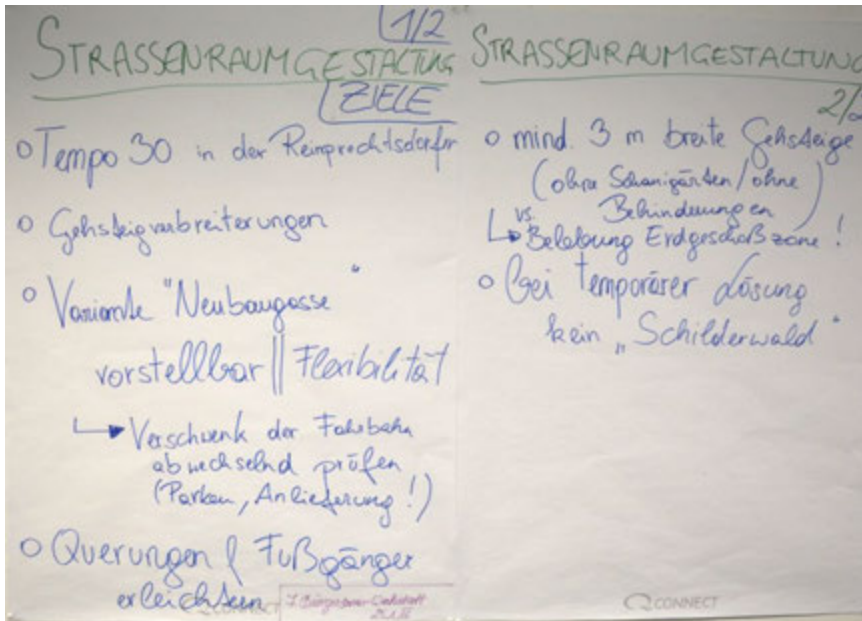 1/2
STRASSENRAUMGESTALTUNG
ZIELE
o Tempo 30 in der Reinprechtsdorfer
o Gehsteigverbreiterungen
o Variante "Neubaugasse"
vorstellbar || Flexibilität
↳ Verschwenk der Fahrbahn
abwechselnd prüfen
(Parken, Anlieferung!)
o Querungen f Fußgänger
erleichtern
CONNECT
STRASSENRAUMGESTALTUNG
2/2
o mind. 3 m breite Gehsteige
(ohne Schanigärten/ohne
Behinderungen)
vs.
↳ Belebung Erdgeschoßzone!
o bei temporärer Lösung
kein „Schilderwald"
CONNECT